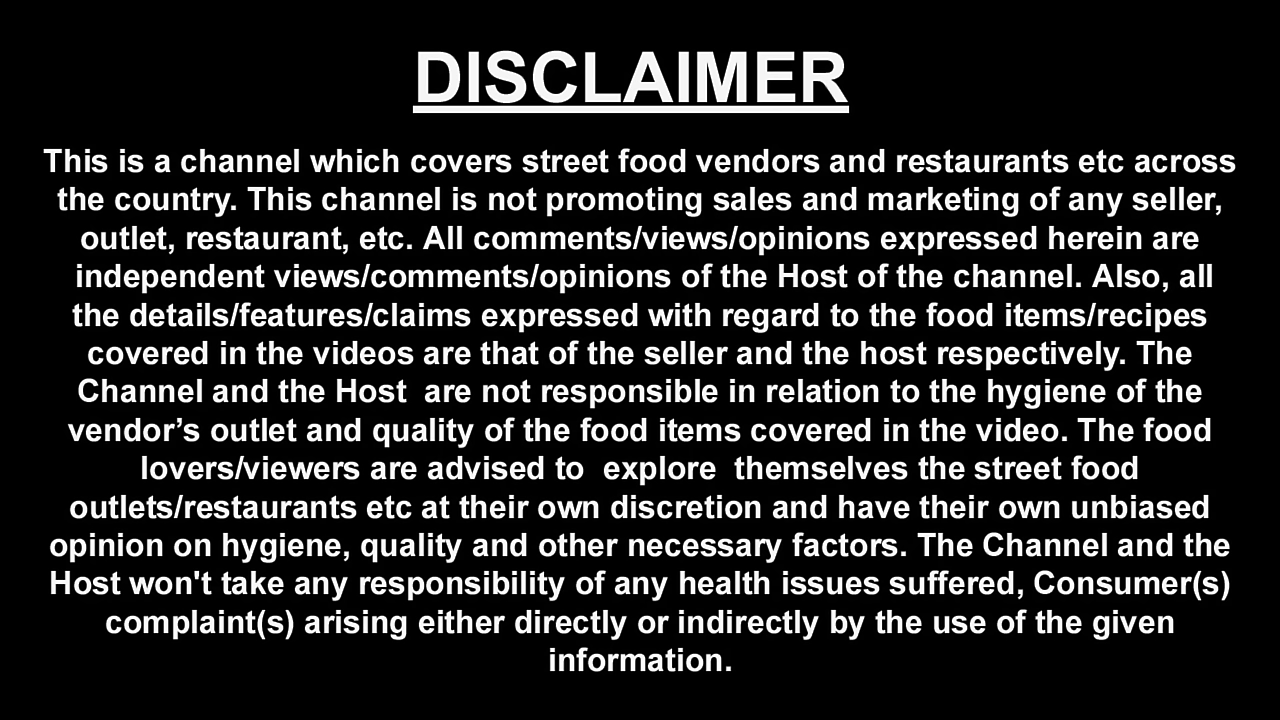 DISCLAIMER
This is a channel which covers street food vendors and restaurants etc across
the country. This channel is not promoting sales and marketing of any seller,
outlet, restaurant, etc. All comments/views/opinions expressed herein are
independent views/comments/opinions of the Host of the channel. Also, all
the details/features/claims expressed with regard to the food items/recipes
covered in the videos are that of the seller and the host respectively. The
Channel and the Host  are not responsible in relation to the hygiene of the
vendor’s outlet and quality of the food items covered in the video. The food
lovers/viewers are advised to  explore  themselves the street food
outlets/restaurants etc at their own discretion and have their own unbiased
opinion on hygiene, quality and other necessary factors. The Channel and the
Host won't take any responsibility of any health issues suffered, Consumer(s)
complaint(s) arising either directly or indirectly by the use of the given
information.